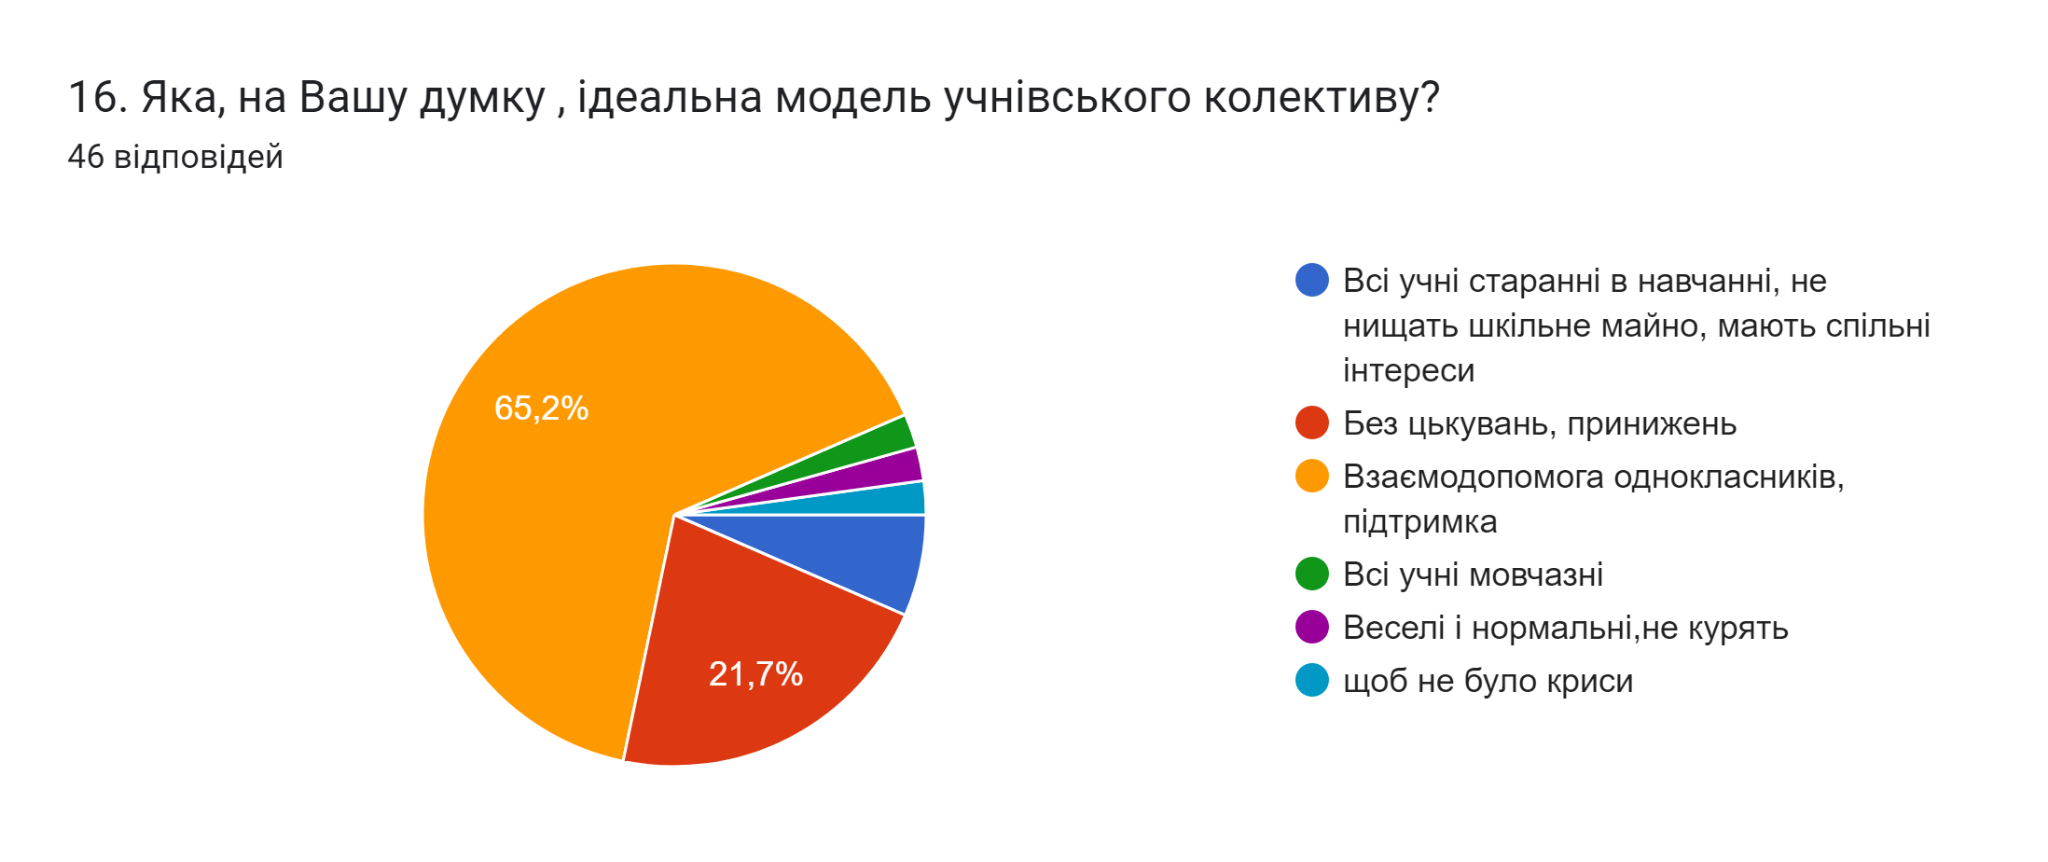 16. Яка, на Вашу думку , ідеальна модель учнівського колективу?
46 відповідей
65,2%
21,7%
Всі учні старанні в навчанні, не
нищать шкільне майно, мають спільні
інтереси
Без цькувань, принижень
Взаємодопомога однокласників,
підтримка
Всі учні мовчазні
Веселі і нормальні,не курять
щоб не було криси